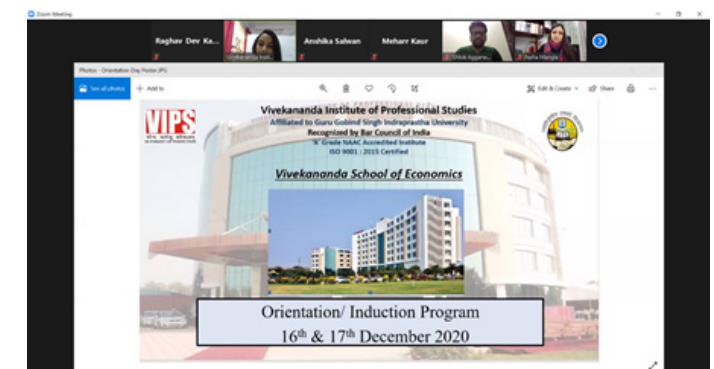 Zoom Meeting
Raghav Dev Ka...
Anshika Salwan
Meharr Kaur
Photos - Orientation Day Poster.JPG
See all photos
Add to
Edit & Create
Share
VIPS
Vivekananda Institute of Professional Studies
Affiliated to Guru Gobind Singh Indraprastha University
Recognized by Bar Council of India
'A' Grade NAAC Accredited Institute
ISO 9001 : 2015 Certified
Vivekananda School of Economics
Orientation/ Induction Program
16th & 17th December 2020